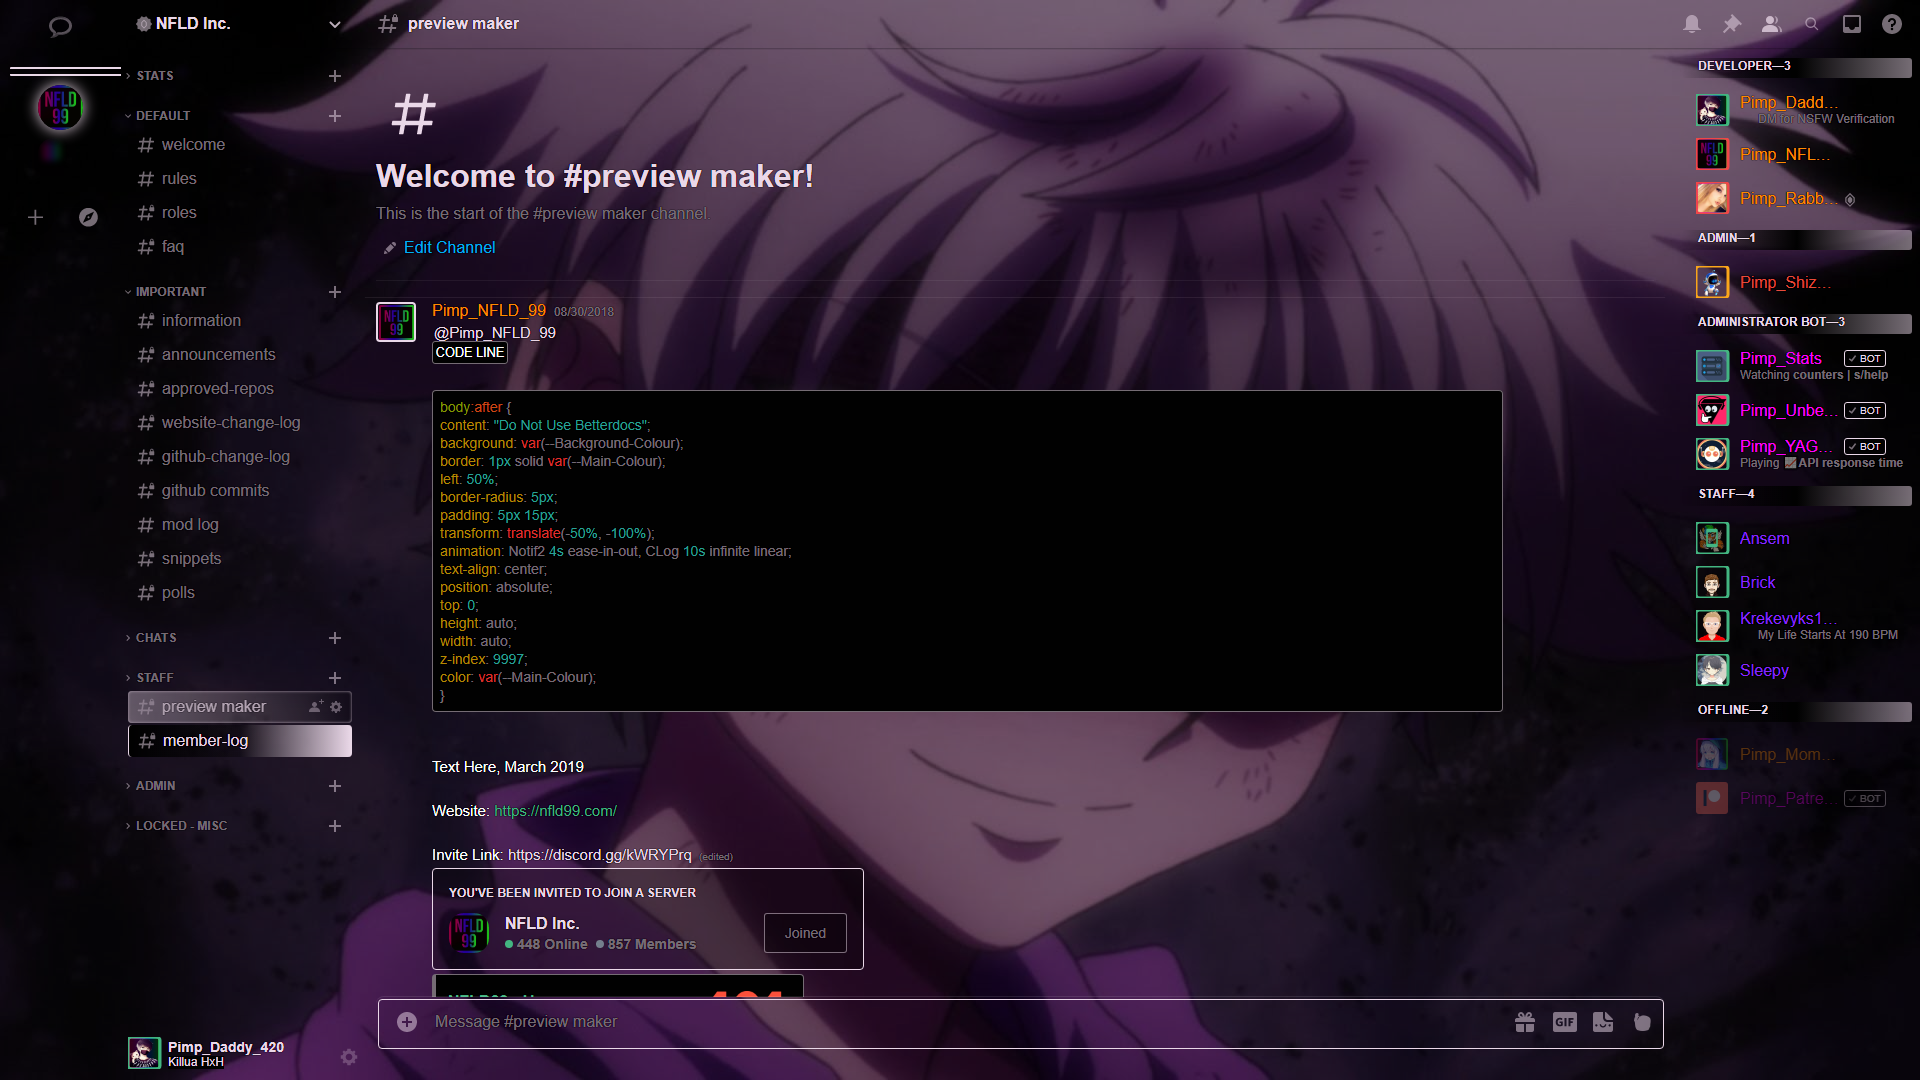 NFLD Inc.
preview maker
STATS
DEFAULT
welcome
rules
roles
faq
IMPORTANT
information
announcements
approved-repos
website-change-log
github-change-log
github commits
mod log
snippets
polls
CHATS
STAFF
preview maker
member-log
ADMIN
LOCKED - MISC
Pimp_Daddy_420
Killua HxH
NFLD
99
Welcome to #preview maker!
This is the start of the #preview maker channel.
Edit Channel
NFLD
99
Pimp_NFLD_99 08/30/2018
@Pimp_NFLD_99
CODE LINE
body:after {
content: "Do Not Use Betterdocs";
background: var(--Background-Colour);
border: 1px solid var(--Main-Colour);
left: 50%;
border-radius: 5px;
padding: 5px 15px;
transform: translate(-50%, -100%);
animation: Notif2 4s ease-in-out, CLog 10s infinite linear;
text-align: center;
position: absolute;
top: 0;
height: auto;
width: auto;
z-index: 9997;
color: var(--Main-Colour);
}
Text Here, March 2019
Website: https://nfld99.com/
Invite Link: https://discord.gg/kWRYPrq (edited)
YOU'VE BEEN INVITED TO JOIN A SERVER
NFLD
99
NFLD Inc.
448 Online 857 Members
Joined
Message #preview maker
GIF
DEVELOPER—3
Pimp_Dadd...
DM for NSFW Verification
NFLD
99
Pimp_NFL...
Pimp_Rabb...
ADMIN—1
Pimp_Shiz...
ADMINISTRATOR BOT—3
Pimp_Stats ✓ BOT
Watching counters | s/help
Pimp_Unbe... ✓ BOT
Pimp_YAG... ✓ BOT
Playing API response time
STAFF—4
Ansem
Brick
Krekevyks1...
My Life Starts At 190 BPM
Sleepy
OFFLINE—2
Pimp_Mom...
Pimp_Patre... ✓ BOT